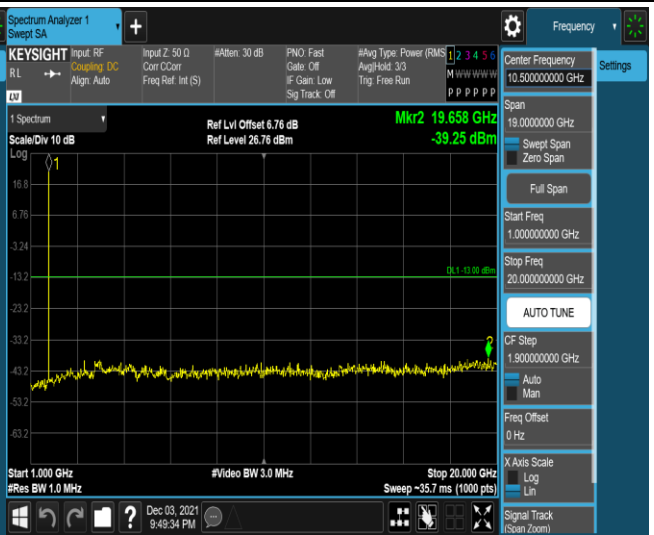 Spectrum Analyzer 1
Swept SA
+
Frequency
KEYSIGHT
RL
LXI
Input: RF
Coupling: DC
Align: Auto
Input Z: 50 Ω
Corr CCorr
Freq Ref: Int (S)
#Atten: 30 dB
PNO: Fast
Gate: Off
IF Gain: Low
Sig Track: Off
#Avg Type: Power (RMS
Avg|Hold: 3/3
Trig: Free Run
1 2 3 4 5 6
M W W W W W
P P P P P P
1 Spectrum
Scale/Div 10 dB
Ref Lvl Offset 6.76 dB
Ref Level 26.76 dBm
Mkr2 19.658 GHz
-39.25 dBm
Log
1
16.8
6.76
-3.24
-13.2
DL1 -13.00 dBm
-23.2
-33.2
2
-43.2
-53.2
-63.2
Start 1.000 GHz
#Video BW 3.0 MHz
Stop 20.000 GHz
#Res BW 1.0 MHz
Sweep ~35.7 ms (1000 pts)
?
Dec 03, 2021
9:49:34 PM
Center Frequency
10.500000000 GHz
Span
19.0000000 GHz
Swept Span
Zero Span
Full Span
Start Freq
1.000000000 GHz
Stop Freq
20.000000000 GHz
AUTO TUNE
CF Step
1.900000000 GHz
Auto
Man
Freq Offset
0 Hz
X Axis Scale
Log
Lin
Signal Track
(Span Zoom)
Settings